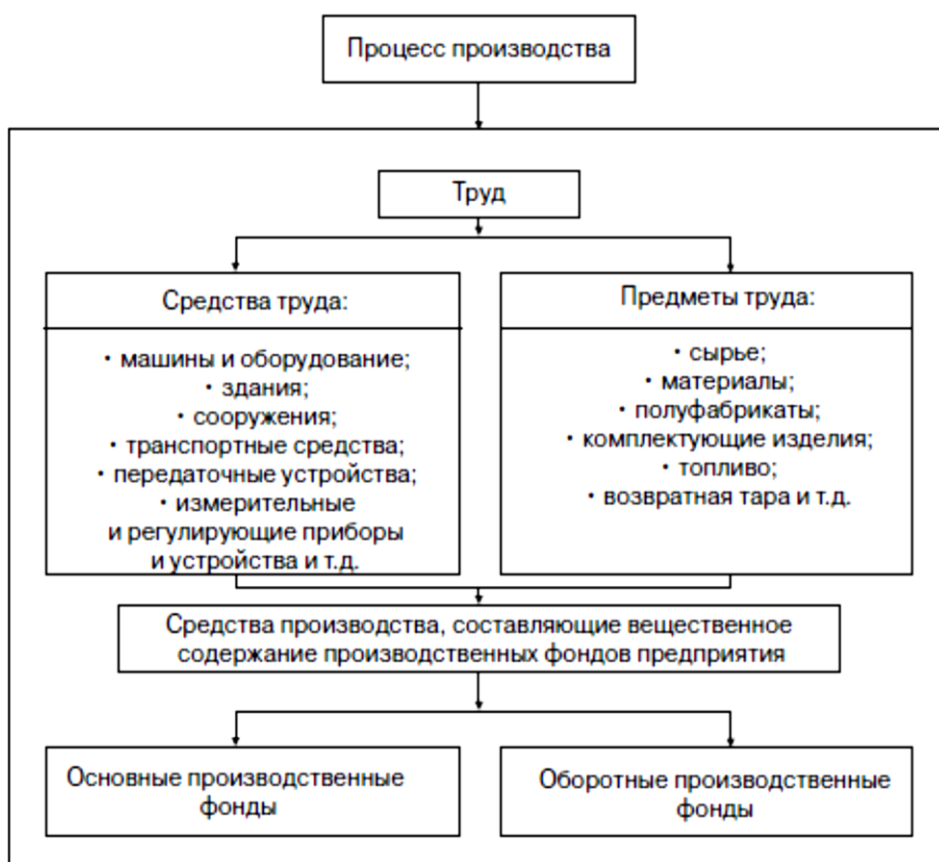 Процесс производства
Труд
Средства труда:
• машины и оборудование;
• здания;
• сооружения;
• транспортные средства;
• передаточные устройства;
• измерительные
и регулирующие приборы
и устройства и т.д.
Предметы труда:
• сырье;
• материалы;
• полуфабрикаты;
• комплектующие изделия;
• топливо;
• возвратная тара и т.д.
Средства производства, составляющие вещественное
содержание производственных фондов предприятия
Основные производственные
фонды
Оборотные производственные
фонды